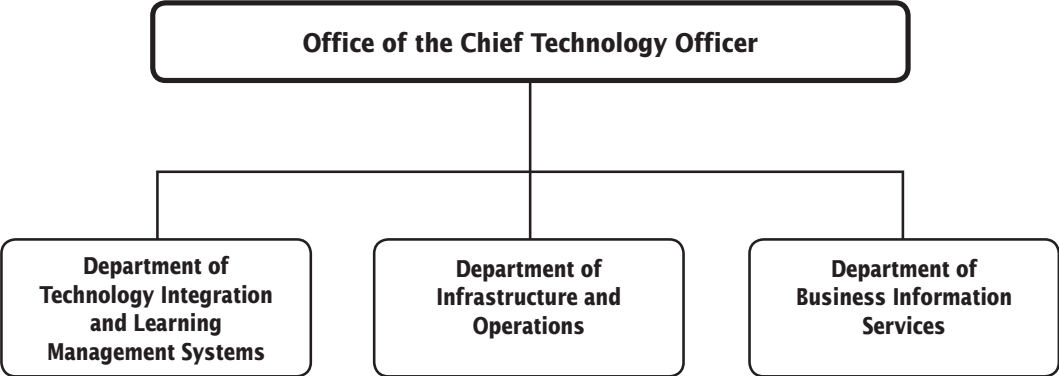 Office of the Chief Technology Officer
Department of
Technology Integration
and Learning
Management Systems
Department of
Infrastructure and
Operations
Department of
Business Information
Services